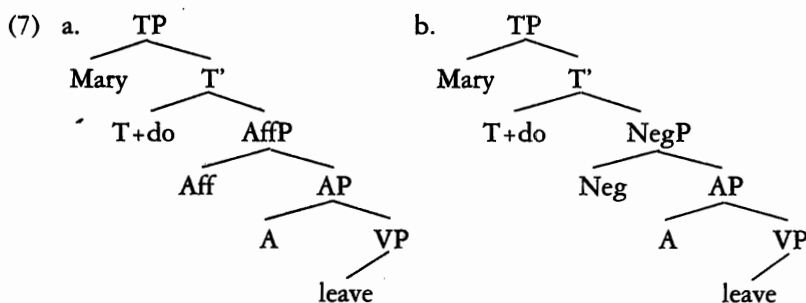 (7) a. TP b. TP
Mary T' Mary T'
T+do AffP T+do NegP
Aff AP Neg AP
A VP A VP
leave leave